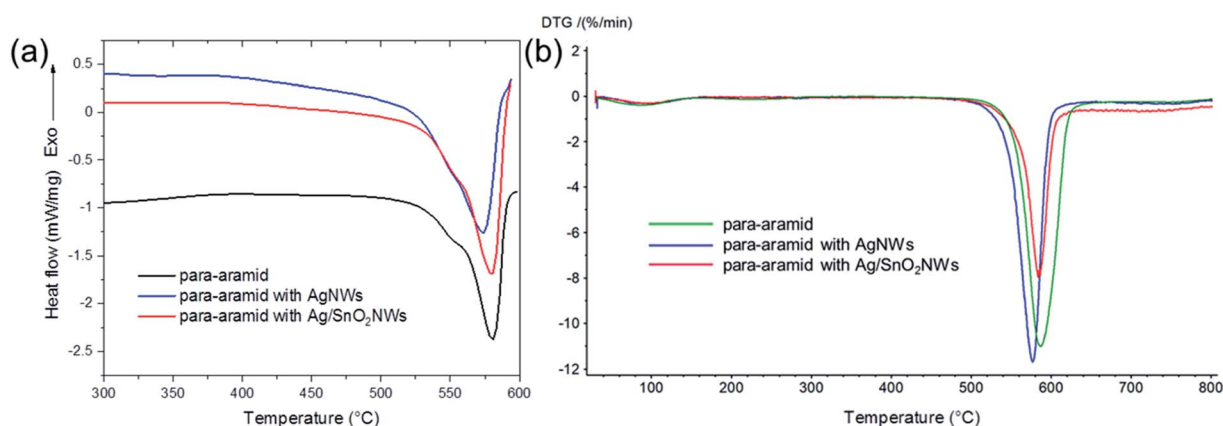 DTG /(%/min)
(a)
(b)
Heat flow (mW/mg) Exo
0.5
0
-0.5
-1
-1.5
-2
-2.5
para-aramid
para-aramid with AgNWs
para-aramid with Ag/SnO₂NWs
300 350 400 450 500 550 600
Temperature (°C)
2
0
-2
-4
-6
-8
-10
-12
para-aramid
para-aramid with AgNWs
para-aramid with Ag/SnO₂NWs
100 200 300 400 500 600 700 800
Temperature (°C)